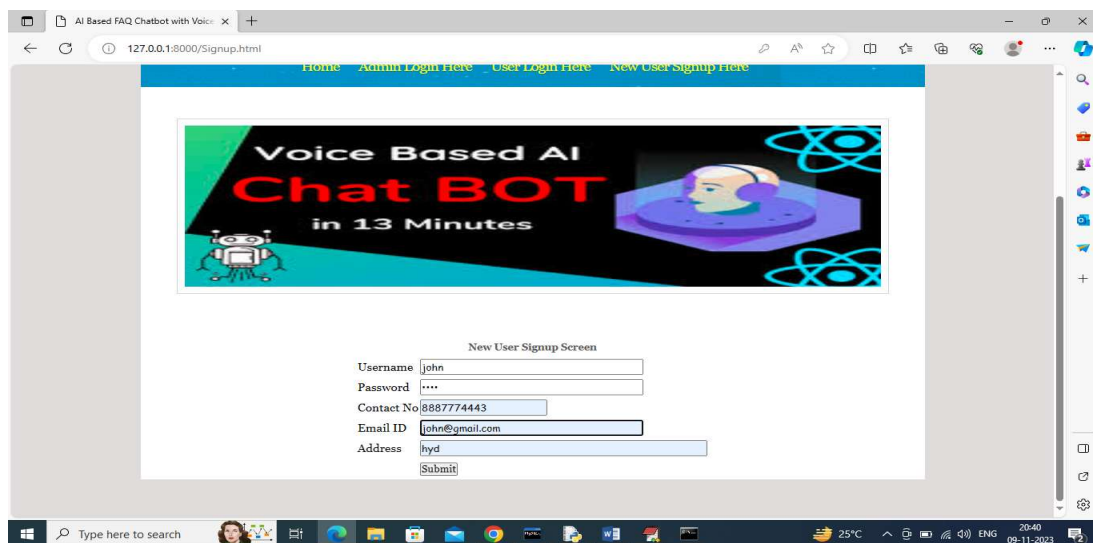 AI Based FAQ Chatbot with Voice
127.0.0.1:8000/Signup.html
Home Admin Login Here User Login Here New User Signup Here
Voice Based AI
Chat BOT
in 13 Minutes
New User Signup Screen
Username john
Password ••••
Contact No 8887774443
Email ID john@gmail.com
Address hyd
Submit
Type here to search
25°C
ENG
20:40
09-11-2023